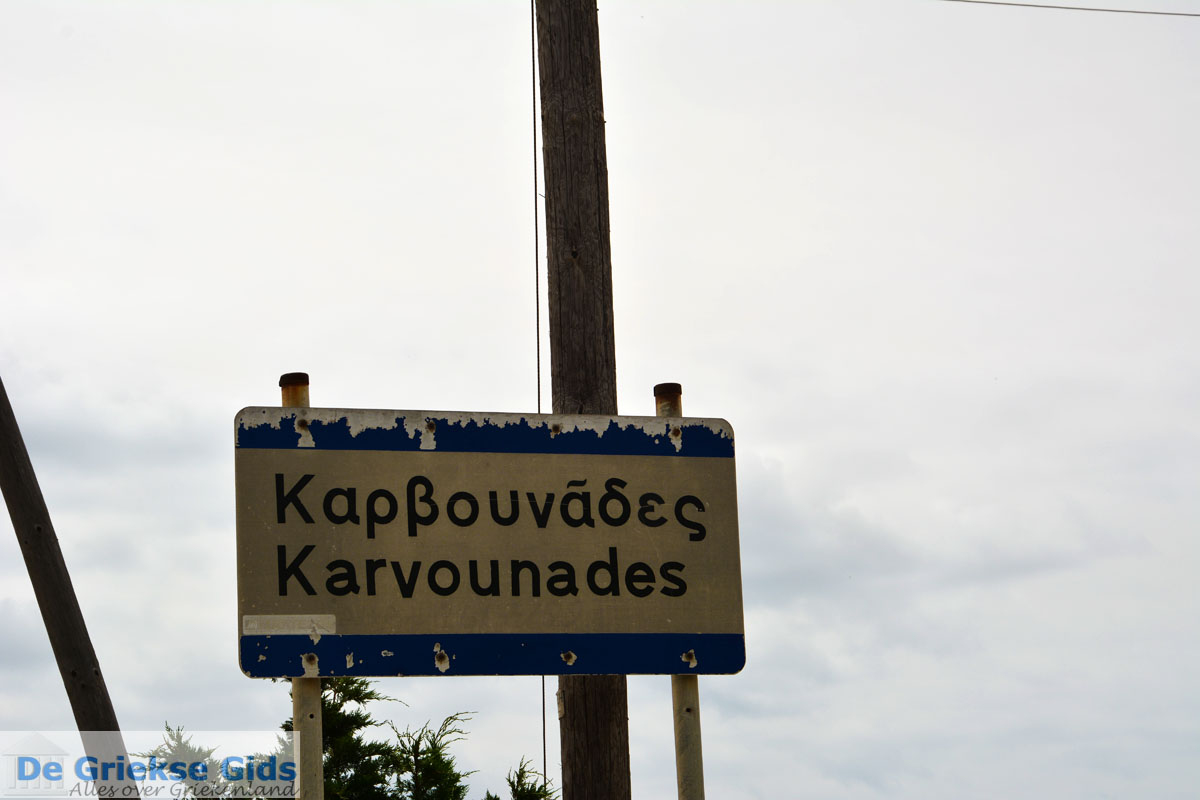 Καρβουνᾶδες
Karvounades
De Griekse Gids
Alles over Griekenland